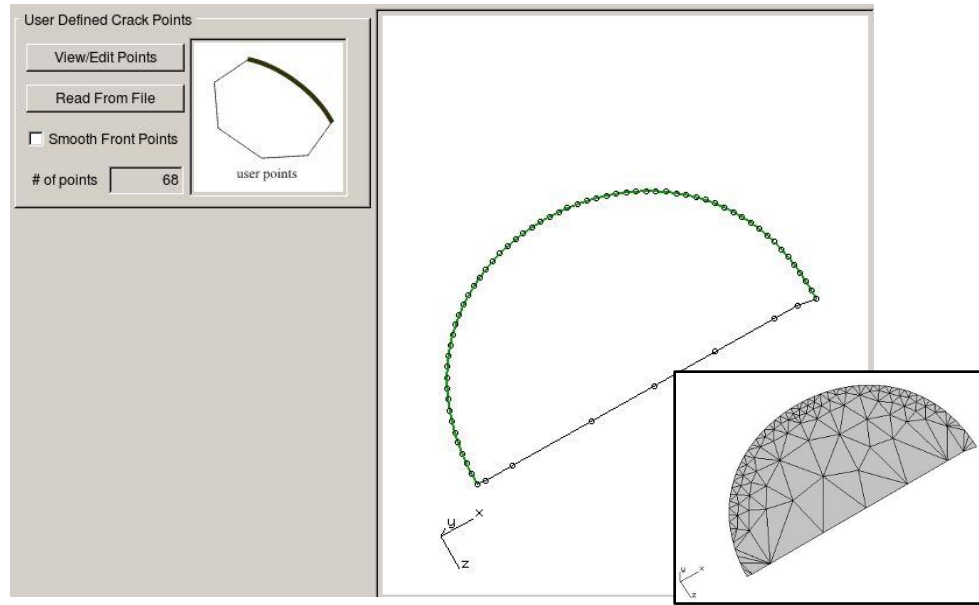 User Defined Crack Points
View/Edit Points
Read From File
Smooth Front Points
# of points 68
user points
y
x
z
y
x
z